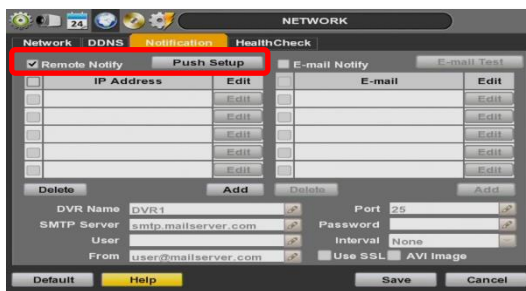 24
NETWORK
Network DDNS Notification HealthCheck
Remote Notify Push Setup E-mail Notify E-mail Test
IP Address Edit E-mail Edit
Edit Edit
Edit Edit
Edit Edit
Edit Edit
Edit Edit
Delete Add Delete Add
DVR Name DVR1 Port 25
SMTP Server smtp.mailserver.com Password
User Interval None
From user@mailserver.com Use SSL AVI Image
Default Help Save Cancel